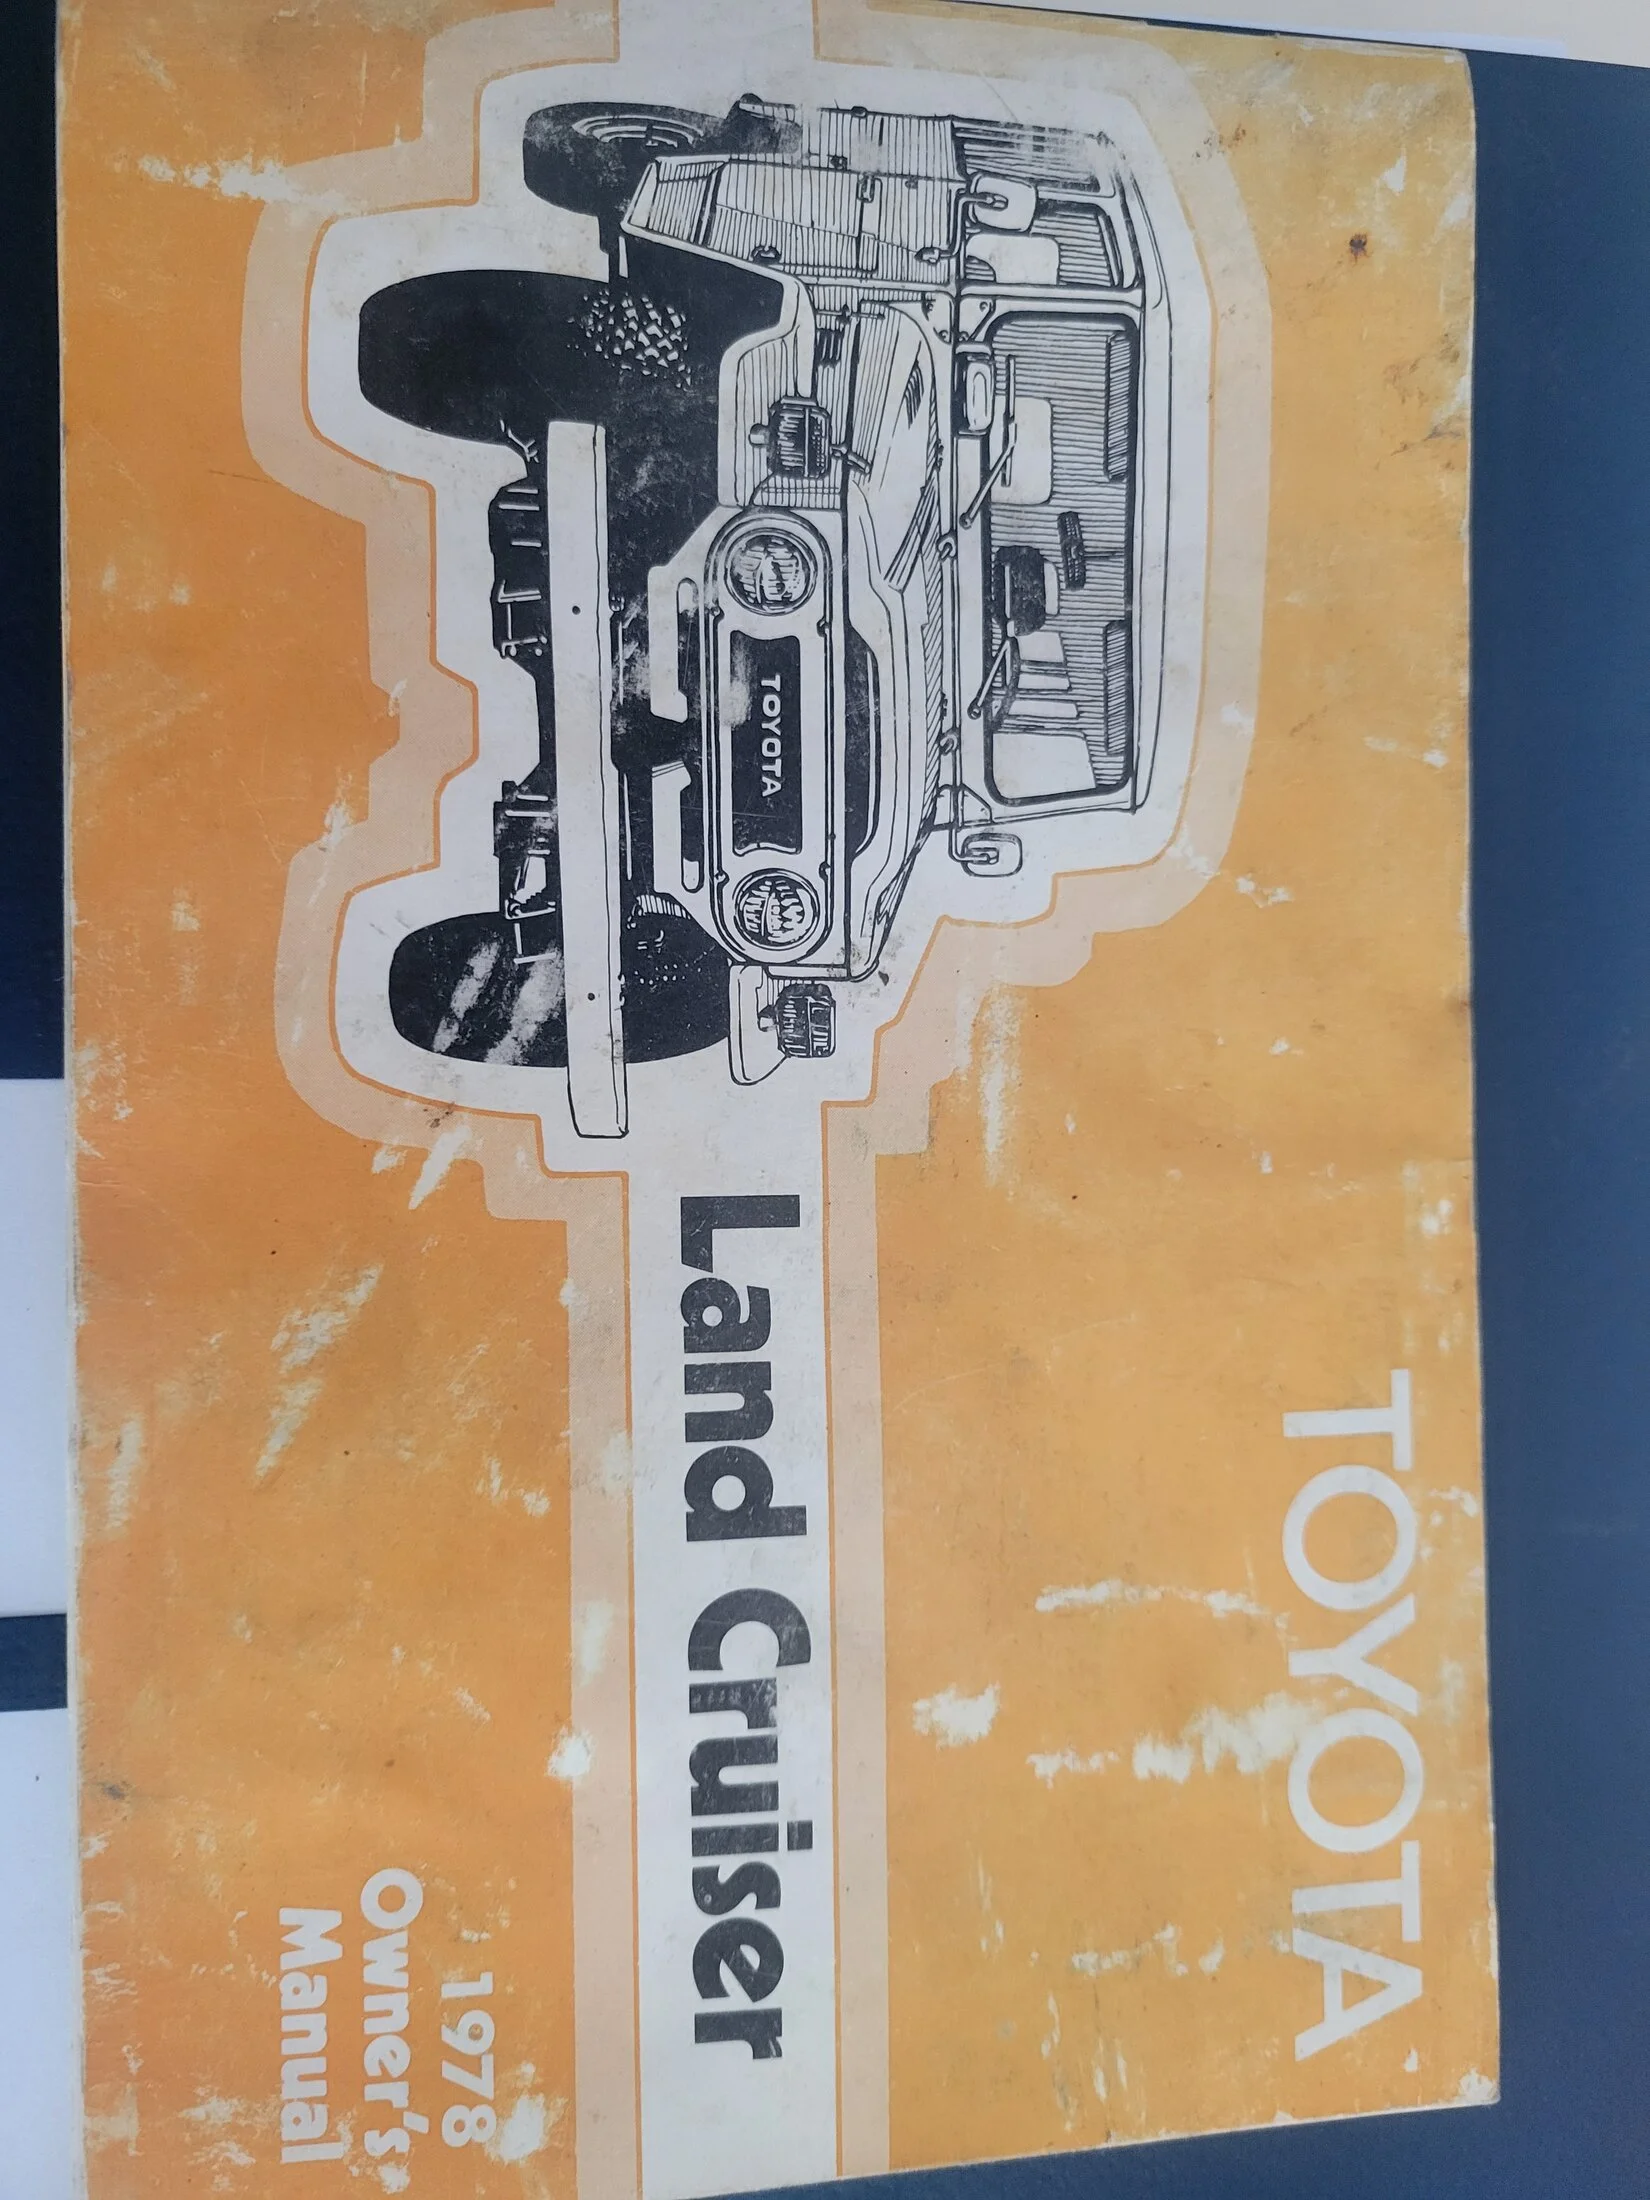 TOYOTA
TOYOTA
Land Cruiser
1978
Owner's
Manual